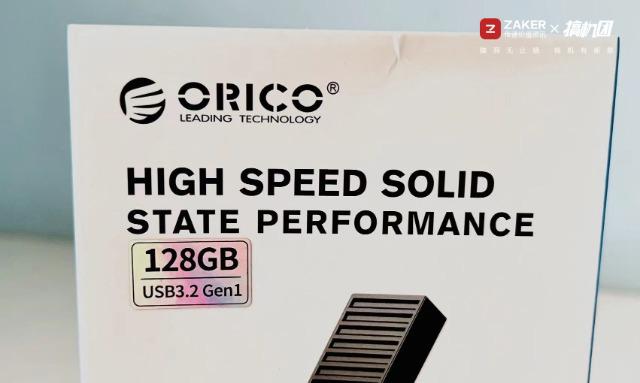 ZAKER × 搞机团
ORICO®
LEADING TECHNOLOGY
HIGH SPEED SOLID
STATE PERFORMANCE
128GB
USB3.2 Gen1